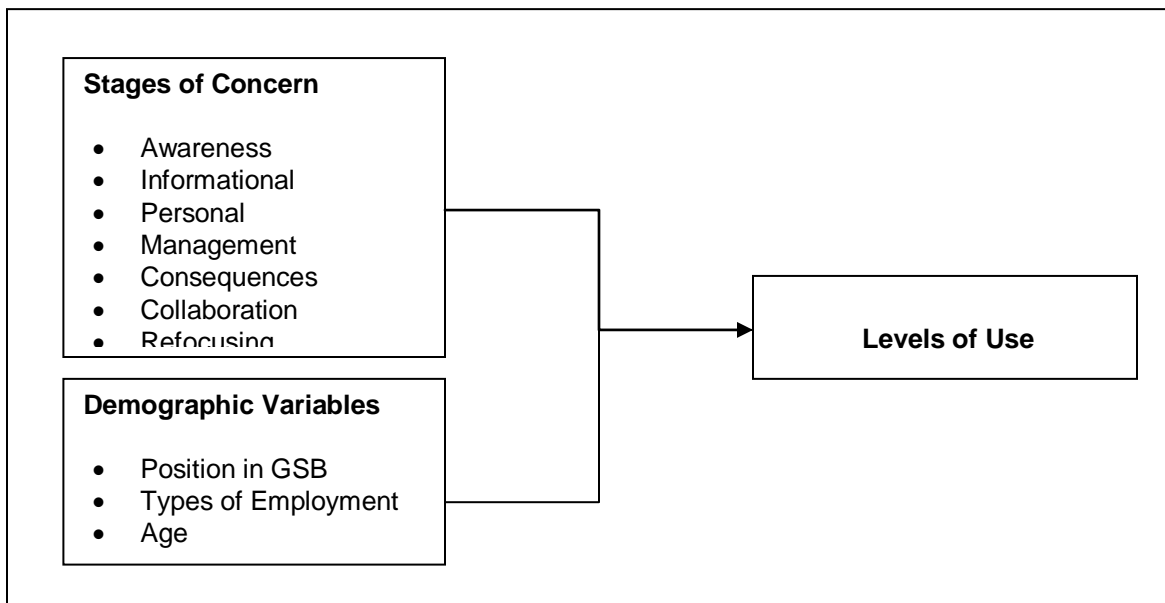 Stages of Concern
• Awareness
• Informational
• Personal
• Management
• Consequences
• Collaboration
• Refocusing
Demographic Variables
• Position in GSB
• Types of Employment
• Age
Levels of Use